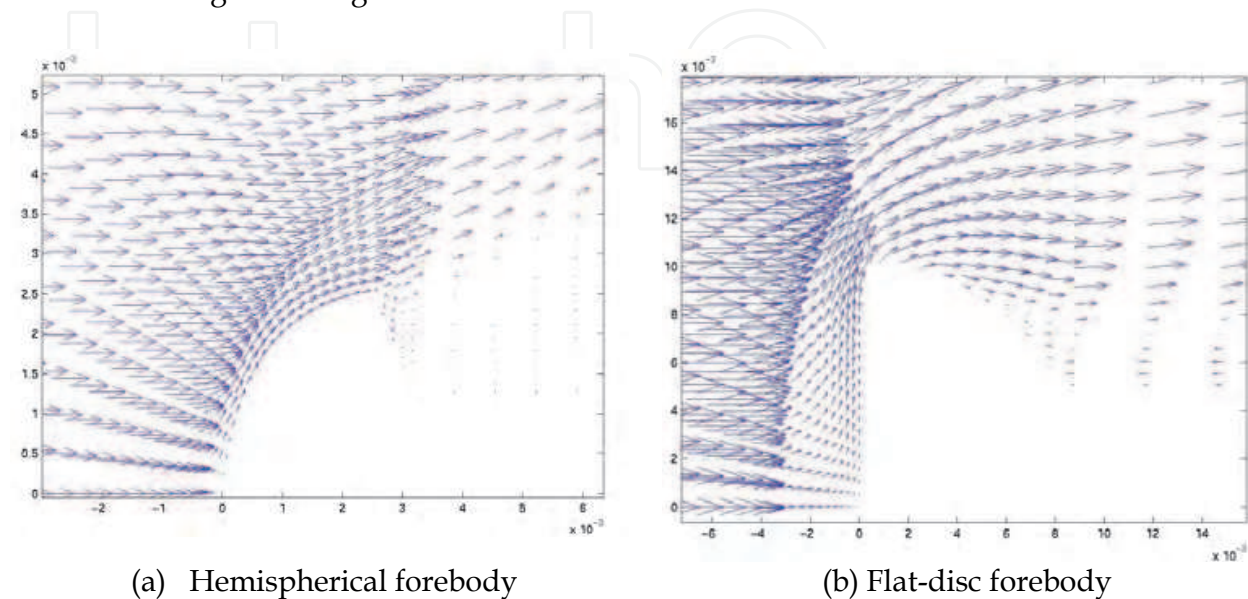 x 10⁻³
5
4.5
4
3.5
3
2.5
2
1.5
1
0.5
0
−2 −1 0 1 2 3 4 5 6
x 10⁻³
16
14
12
10
8
6
4
2
0
−6 −4 −2 0 2 4 6 8 10 12 14
x 10⁻³
(a) Hemispherical forebody
(b) Flat-disc forebody